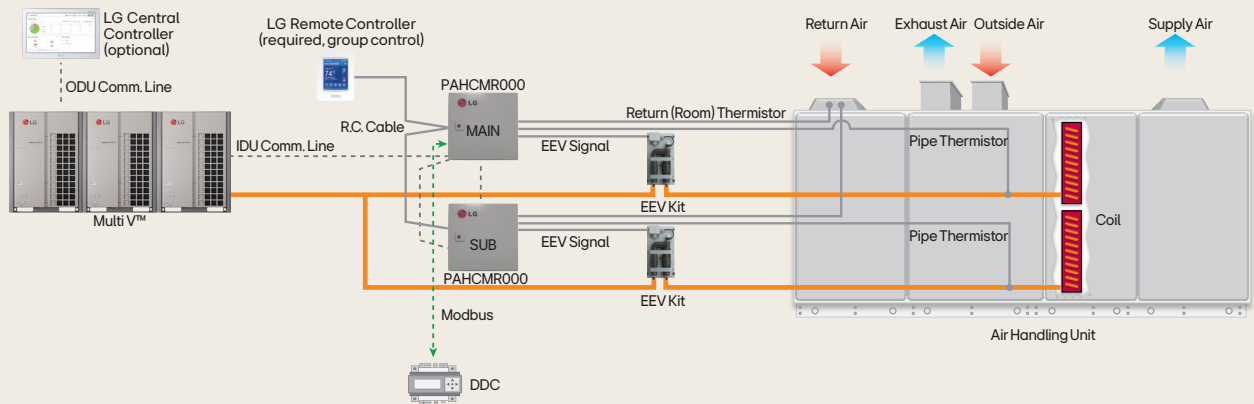 LG Central
Controller
(optional)
LG Remote Controller
(required, group control)
ODU Comm. Line
R.C. Cable
IDU Comm. Line
LG
LG
LG
Multi V™
PAHCMR000
LG
MAIN
LG
SUB
PAHCMR000
Return (Room) Thermistor
EEV Signal
EEV Kit
EEV Signal
EEV Kit
Modbus
DDC
Return Air
Exhaust Air
Outside Air
Supply Air
Pipe Thermistor
Pipe Thermistor
Coil
Air Handling Unit
74°